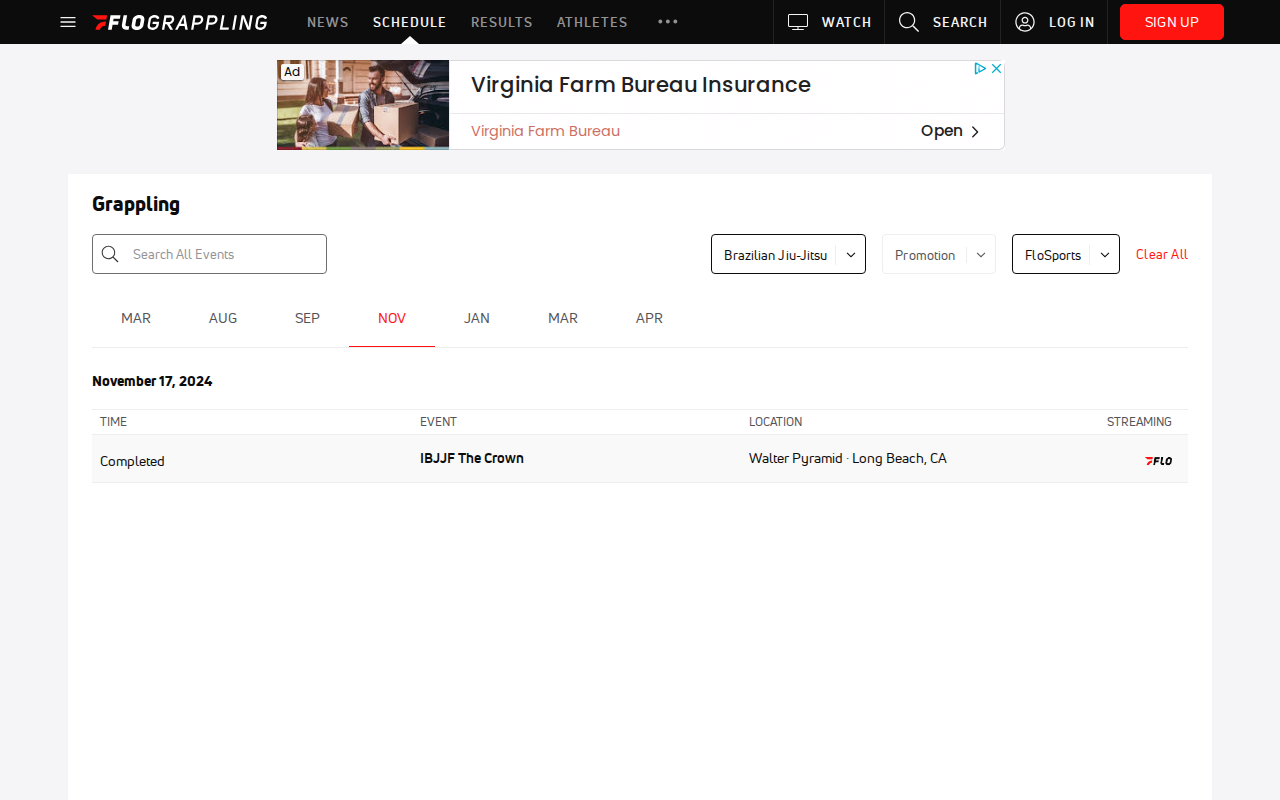 FLOGRAPPLING
NEWS
SCHEDULE
RESULTS
ATHLETES
WATCH
SEARCH
LOG IN
SIGN UP
Ad
Virginia Farm Bureau Insurance
Virginia Farm Bureau
Open
Grappling
Search All Events
Brazilian Jiu-Jitsu
Promotion
FloSports
Clear All
MAR
AUG
SEP
NOV
JAN
MAR
APR
November 17, 2024
TIME
EVENT
LOCATION
STREAMING
Completed
IBJJF The Crown
Walter Pyramid · Long Beach, CA
FLO